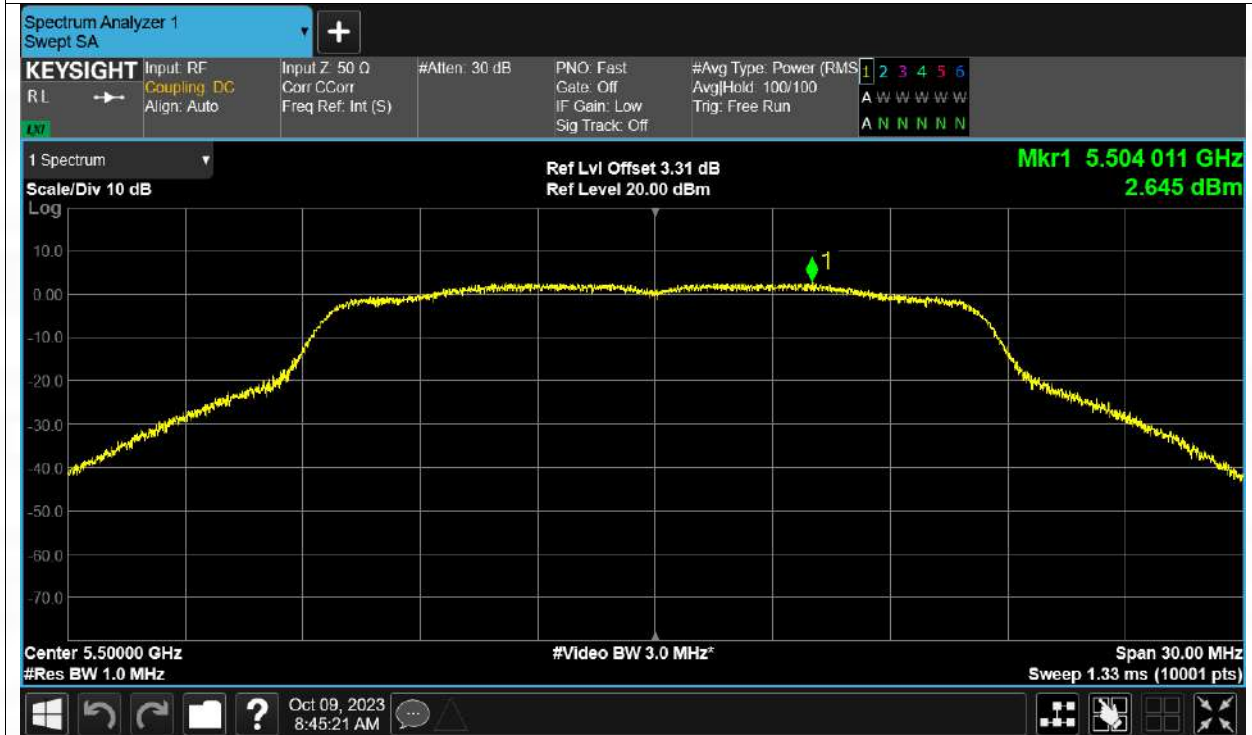 Spectrum Analyzer 1
Swept SA
+
KEYSIGHT
RL
LXI
Input: RF
Coupling: DC
Align: Auto
Input Z: 50 Ω
Corr CCorr
Freq Ref: Int (S)
#Atten: 30 dB
PNO: Fast
Gate: Off
IF Gain: Low
Sig Track: Off
#Avg Type: Power (RMS
Avg|Hold: 100/100
Trig: Free Run
1 2 3 4 5 6
A W W W W W
A N N N N N
1 Spectrum
Scale/Div 10 dB
Log
Ref Lvl Offset 3.31 dB
Ref Level 20.00 dBm
Mkr1 5.504 011 GHz
2.645 dBm
1
10.0
0.00
-10.0
-20.0
-30.0
-40.0
-50.0
-60.0
-70.0
Center 5.50000 GHz
#Res BW 1.0 MHz
#Video BW 3.0 MHz*
Span 30.00 MHz
Sweep 1.33 ms (10001 pts)
?
Oct 09, 2023
8:45:21 AM